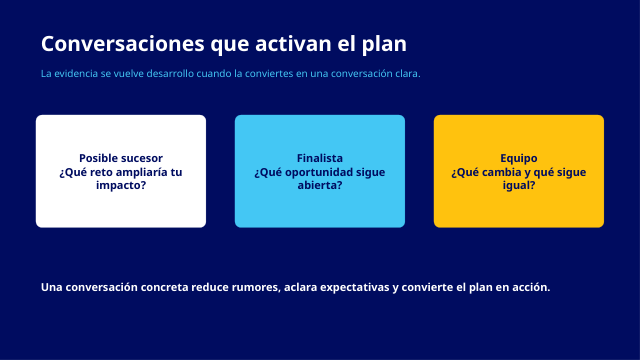 Conversaciones que activan el plan
La evidencia se vuelve desarrollo cuando la conviertes en una conversación clara.
Posible sucesor
¿Qué reto ampliaría tu
impacto?
Finalista
¿Qué oportunidad sigue
abierta?
Equipo
¿Qué cambia y qué sigue
igual?
Una conversación concreta reduce rumores, aclara expectativas y convierte el plan en acción.